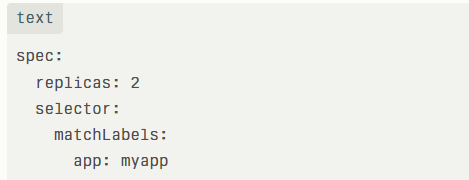 text
spec:
  replicas: 2
  selector:
    matchLabels:
      app: myapp